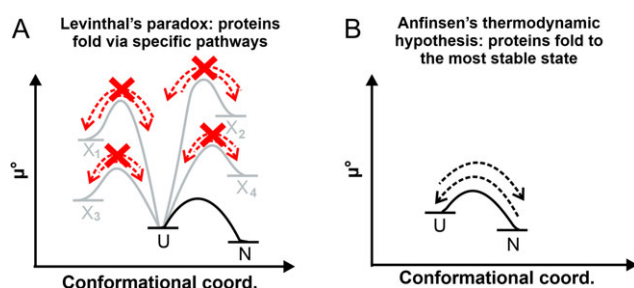 A
Levinthal's paradox: proteins
fold via specific pathways
µ°
X₁
X₂
X₃
X₄
U
N
Conformational coord.
B
Anfinsen's thermodynamic
hypothesis: proteins fold to
the most stable state
µ°
U
N
Conformational coord.